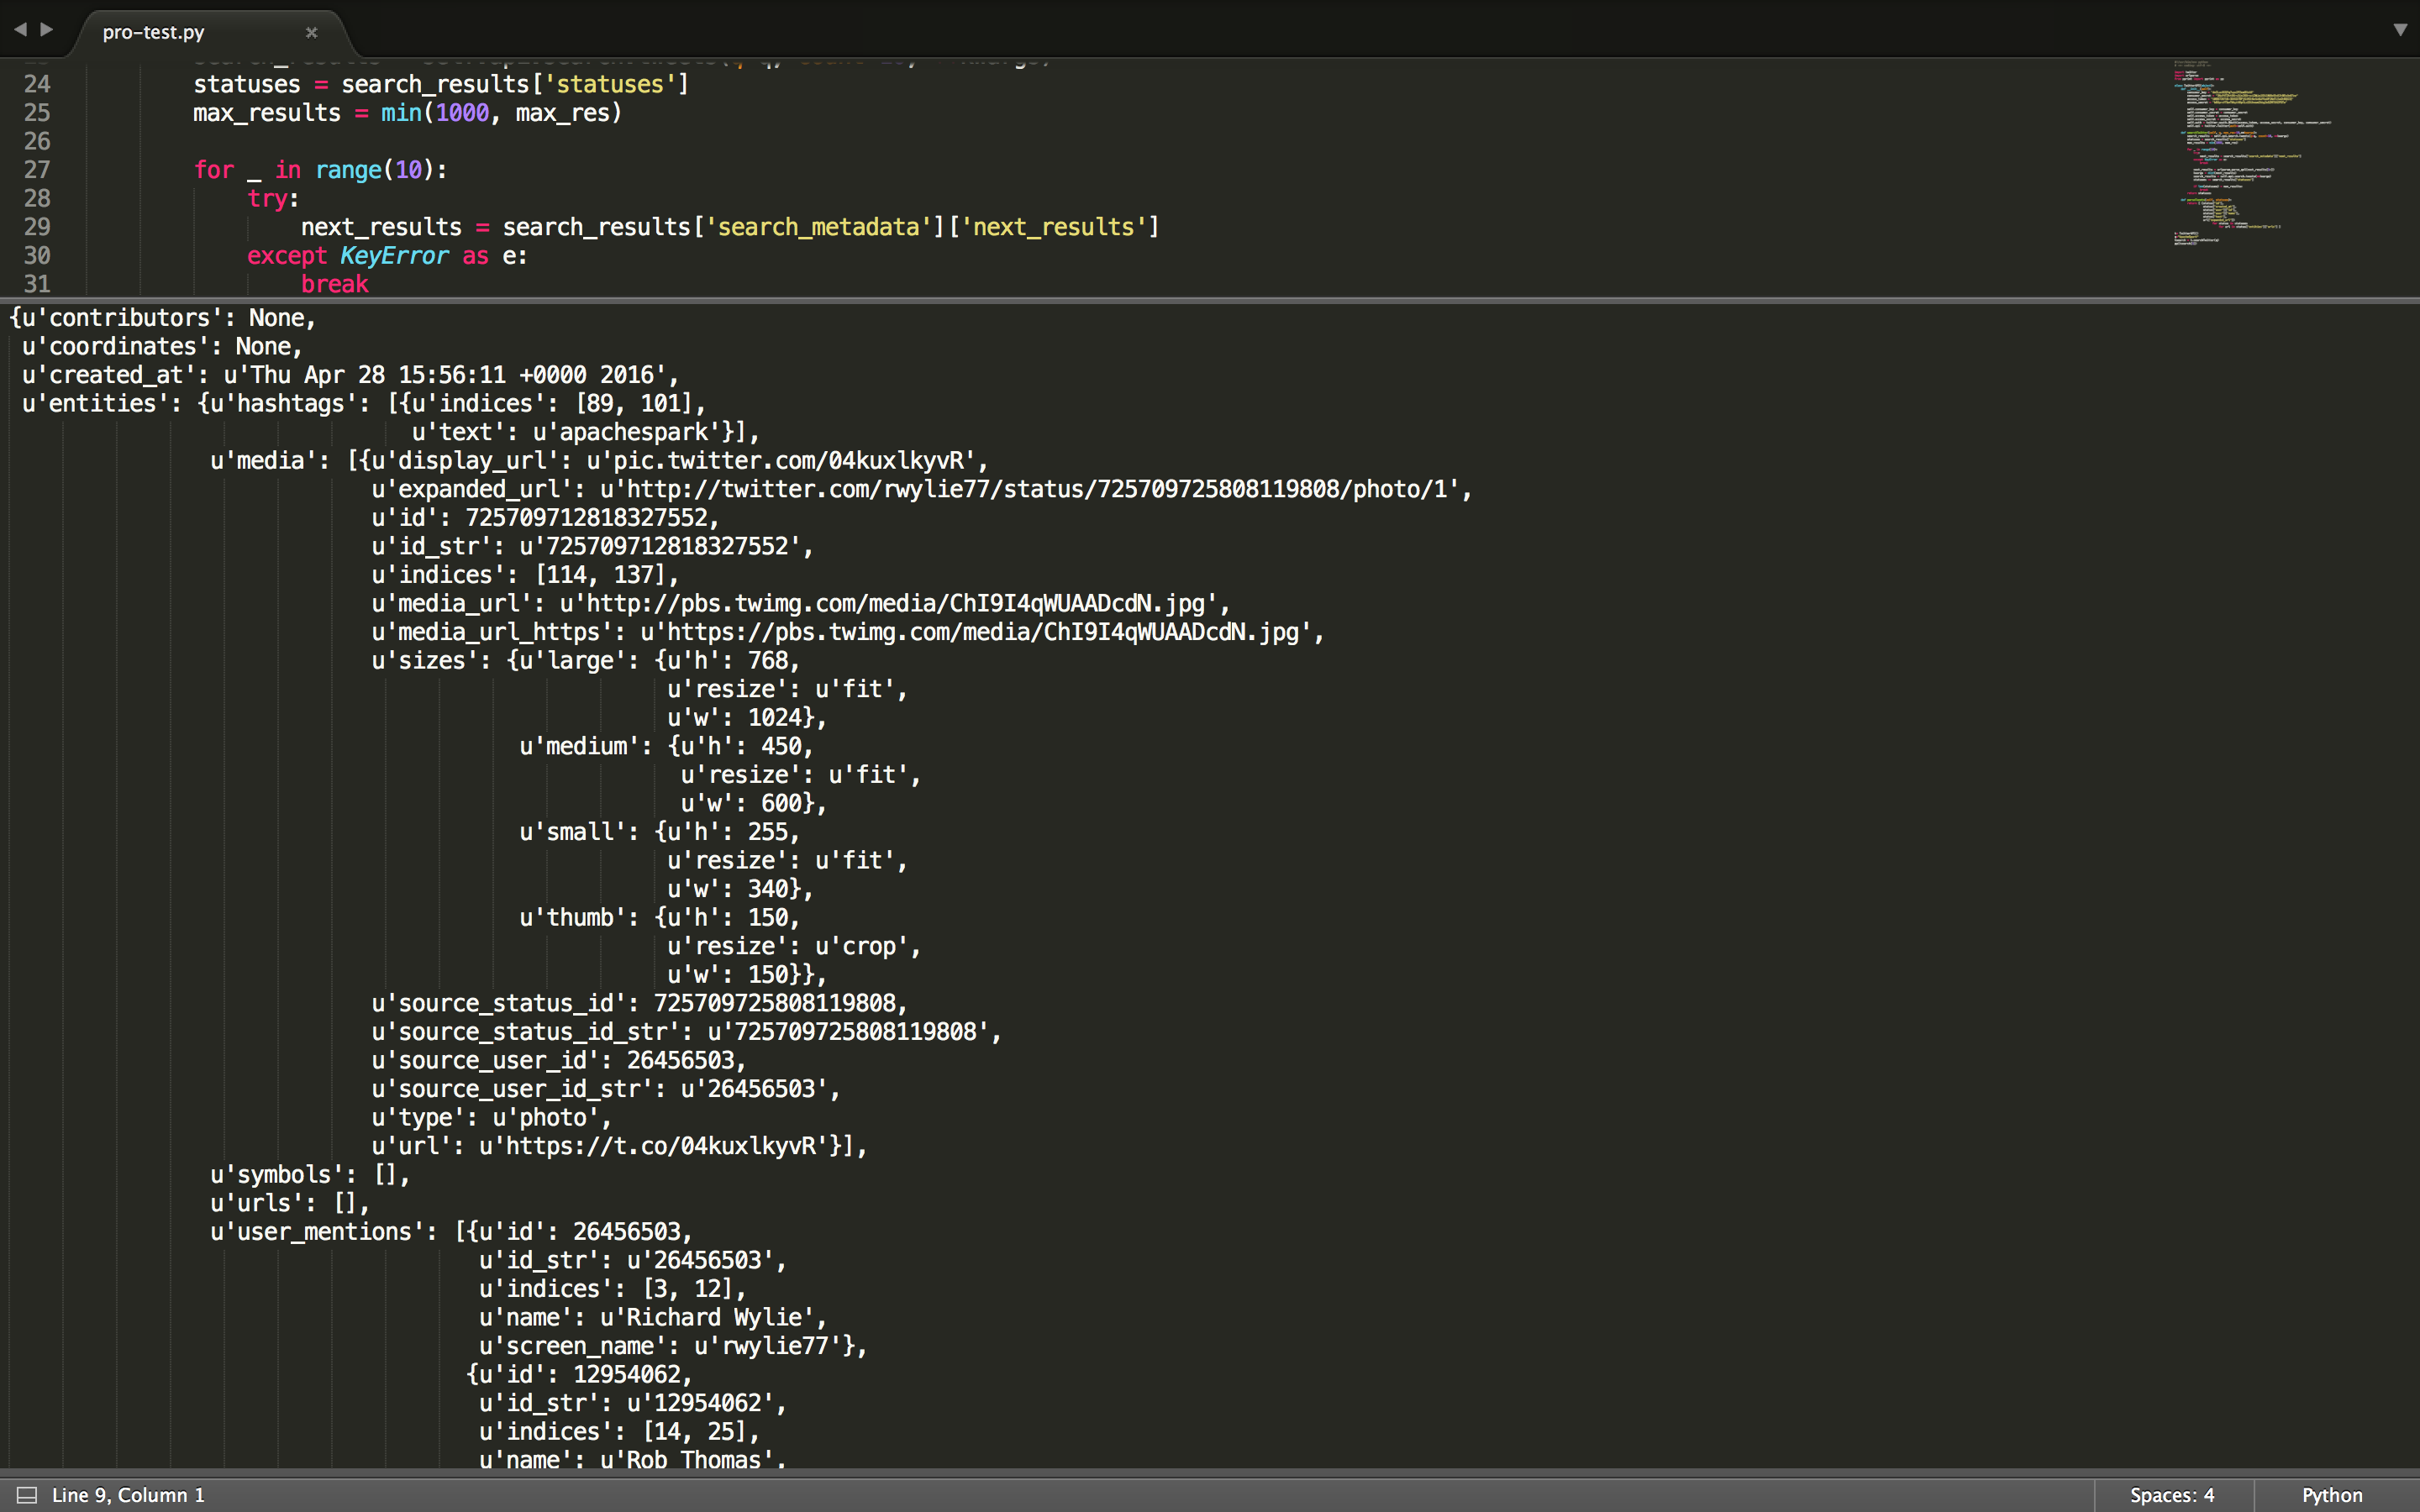 pro-test.py
24 statuses = search_results['statuses']
25 max_results = min(1000, max_res)
26
27 for _ in range(10):
28 try:
29 next_results = search_results['search_metadata']['next_results']
30 except KeyError as e:
31 break
{u'contributors': None,
u'coordinates': None,
u'created_at': u'Thu Apr 28 15:56:11 +0000 2016',
u'entities': {u'hashtags': [{u'indices': [89, 101],
u'text': u'apachespark'}],
u'media': [{u'display_url': u'pic.twitter.com/04kuxlkyvR',
u'expanded_url': u'http://twitter.com/rwylie77/status/725709725808119808/photo/1',
u'id': 725709712818327552,
u'id_str': u'725709712818327552',
u'indices': [114, 137],
u'media_url': u'http://pbs.twimg.com/media/ChI9I4qWUAADcdN.jpg',
u'media_url_https': u'https://pbs.twimg.com/media/ChI9I4qWUAADcdN.jpg',
u'sizes': {u'large': {u'h': 768,
u'resize': u'fit',
u'w': 1024},
u'medium': {u'h': 450,
u'resize': u'fit',
u'w': 600},
u'small': {u'h': 255,
u'resize': u'fit',
u'w': 340},
u'thumb': {u'h': 150,
u'resize': u'crop',
u'w': 150}},
u'source_status_id': 725709725808119808,
u'source_status_id_str': u'725709725808119808',
u'source_user_id': 26456503,
u'source_user_id_str': u'26456503',
u'type': u'photo',
u'url': u'https://t.co/04kuxlkyvR'}],
u'symbols': [],
u'urls': [],
u'user_mentions': [{u'id': 26456503,
u'id_str': u'26456503',
u'indices': [3, 12],
u'name': u'Richard Wylie',
u'screen_name': u'rwylie77'},
{u'id': 12954062,
u'id_str': u'12954062',
u'indices': [14, 25],
u'name': u'Rob Thomas',
Line 9, Column 1
Spaces: 4
Python